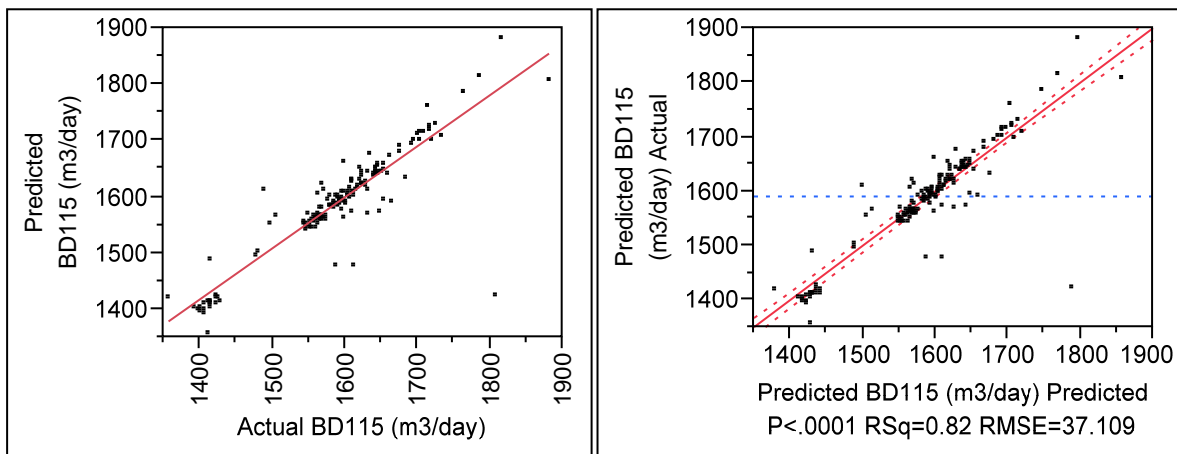 1900
1800
1700
1600
1500
1400
Predicted
BD115 (m3/day)
1400
1500
1600
1700
1800
1900
Actual BD115 (m3/day)
1900
1800
1700
1600
1500
1400
Predicted BD115
(m3/day) Actual
1400 1500 1600 1700 1800 1900
Predicted BD115 (m3/day) Predicted
P<.0001 RSq=0.82 RMSE=37.109